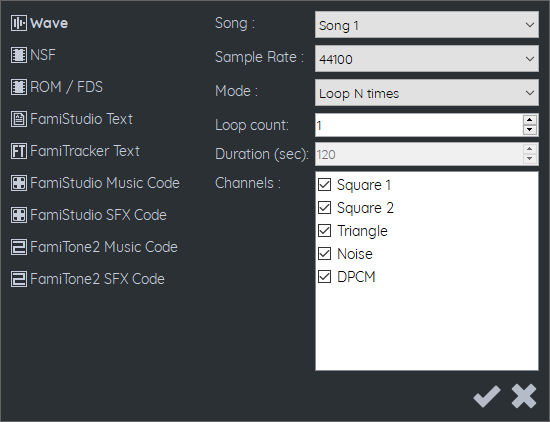 Wave
NSF
ROM / FDS
FamiStudio Text
FT FamiTracker Text
FamiStudio Music Code
FamiStudio SFX Code
FamiTone2 Music Code
FamiTone2 SFX Code
Song : Song 1
Sample Rate : 44100
Mode : Loop N times
Loop count: 1
Duration (sec): 120
Channels :
Square 1
Square 2
Triangle
Noise
DPCM